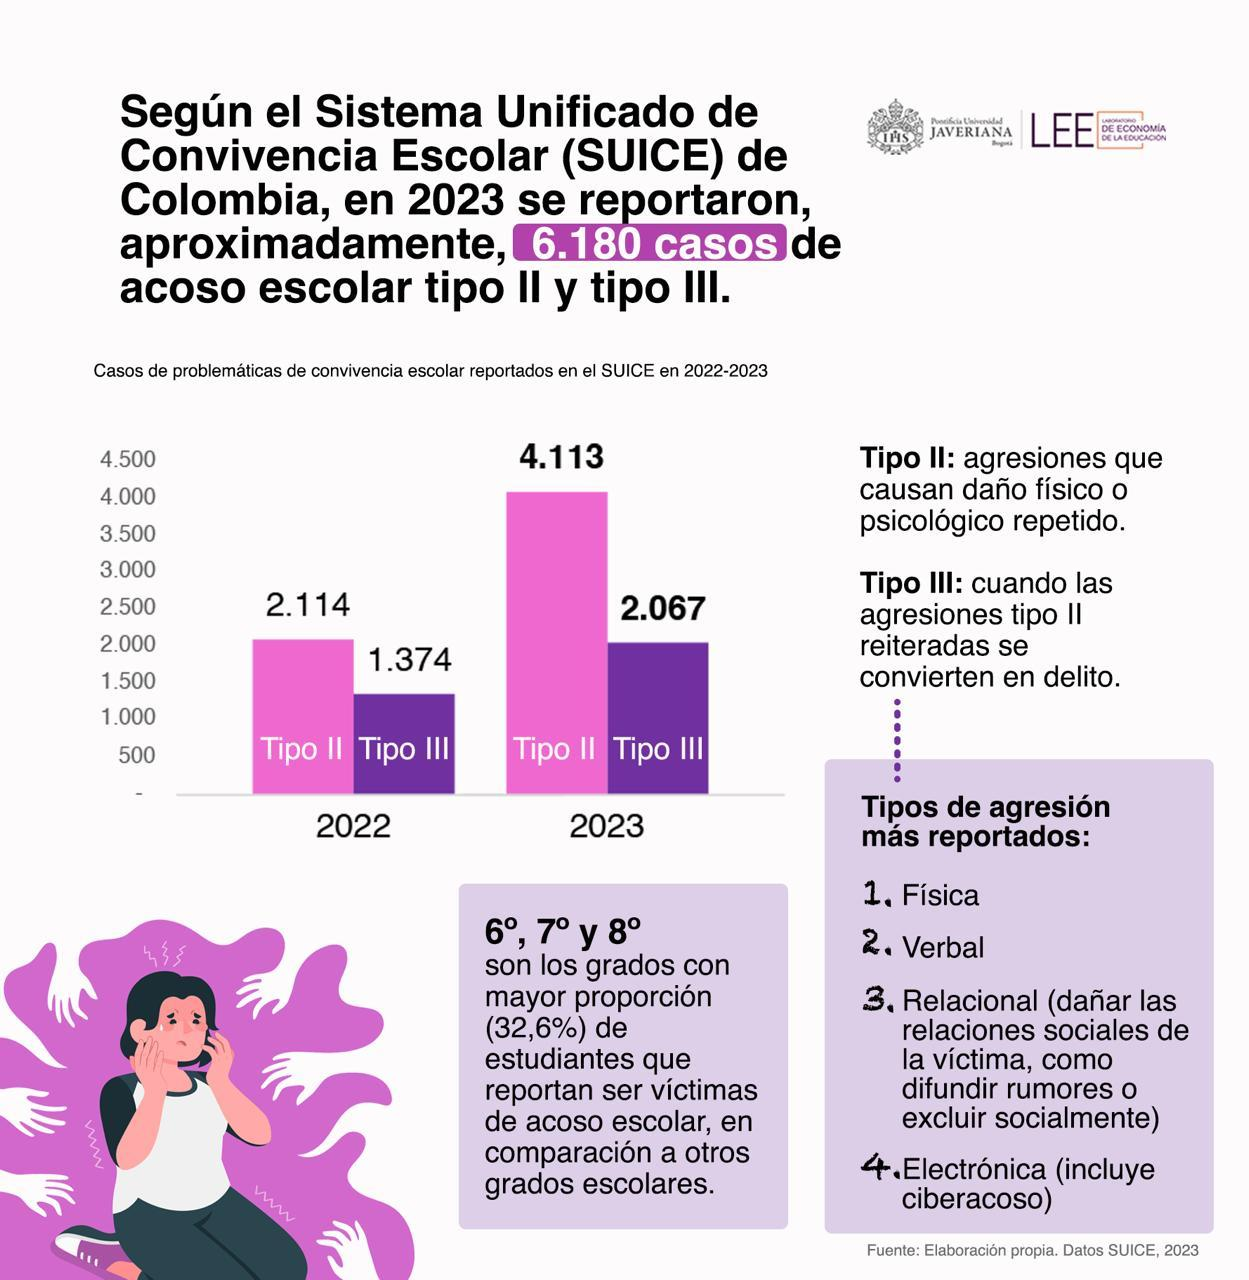 Según el Sistema Unificado de
Convivencia Escolar (SUICE) de
Colombia, en 2023 se reportaron,
aproximadamente, 6.180 casos de
acoso escolar tipo II y tipo III.
Pontificia Universidad
JAVERIANA
Bogotá
LEE
LABORATORIO
DE ECONOMÍA
DE LA EDUCACIÓN
Casos de problemáticas de convivencia escolar reportados en el SUICE en 2022-2023
4.500
4.000
3.500
3.000
2.500
2.000
1.500
1.000
500
-
2.114
1.374
4.113
2.067
Tipo II
Tipo III
Tipo II
Tipo III
2022
2023
Tipo II: agresiones que
causan daño físico o
psicológico repetido.
Tipo III: cuando las
agresiones tipo II
reiteradas se
convierten en delito.
Tipos de agresión
más reportados:
1. Física
2. Verbal
3. Relacional (dañar las
relaciones sociales de
la víctima, como
difundir rumores o
excluir socialmente)
4. Electrónica (incluye
ciberacoso)
6º, 7º y 8º
son los grados con
mayor proporción
(32,6%) de
estudiantes que
reportan ser víctimas
de acoso escolar, en
comparación a otros
grados escolares.
Fuente: Elaboración propia. Datos SUICE, 2023